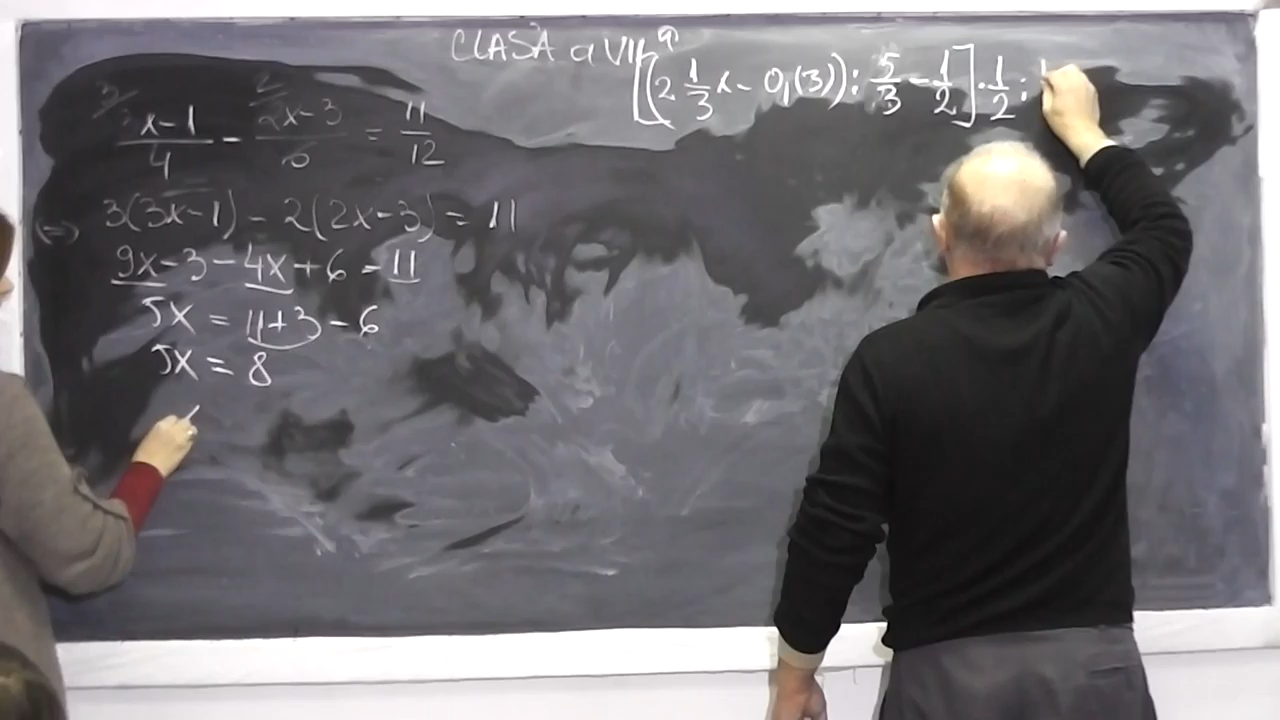 CLASA a VII a
[(2 1/3 x - 0,(3)) : 5/3 - 1/2] · 1/2 :
3/ x-1/4 - 2/ 2x-3/6 = 11/12
(=) 3(3x-1) - 2(2x-3) = 11
9x-3-4x+6 = 11
5x = 11+3-6
5x = 8